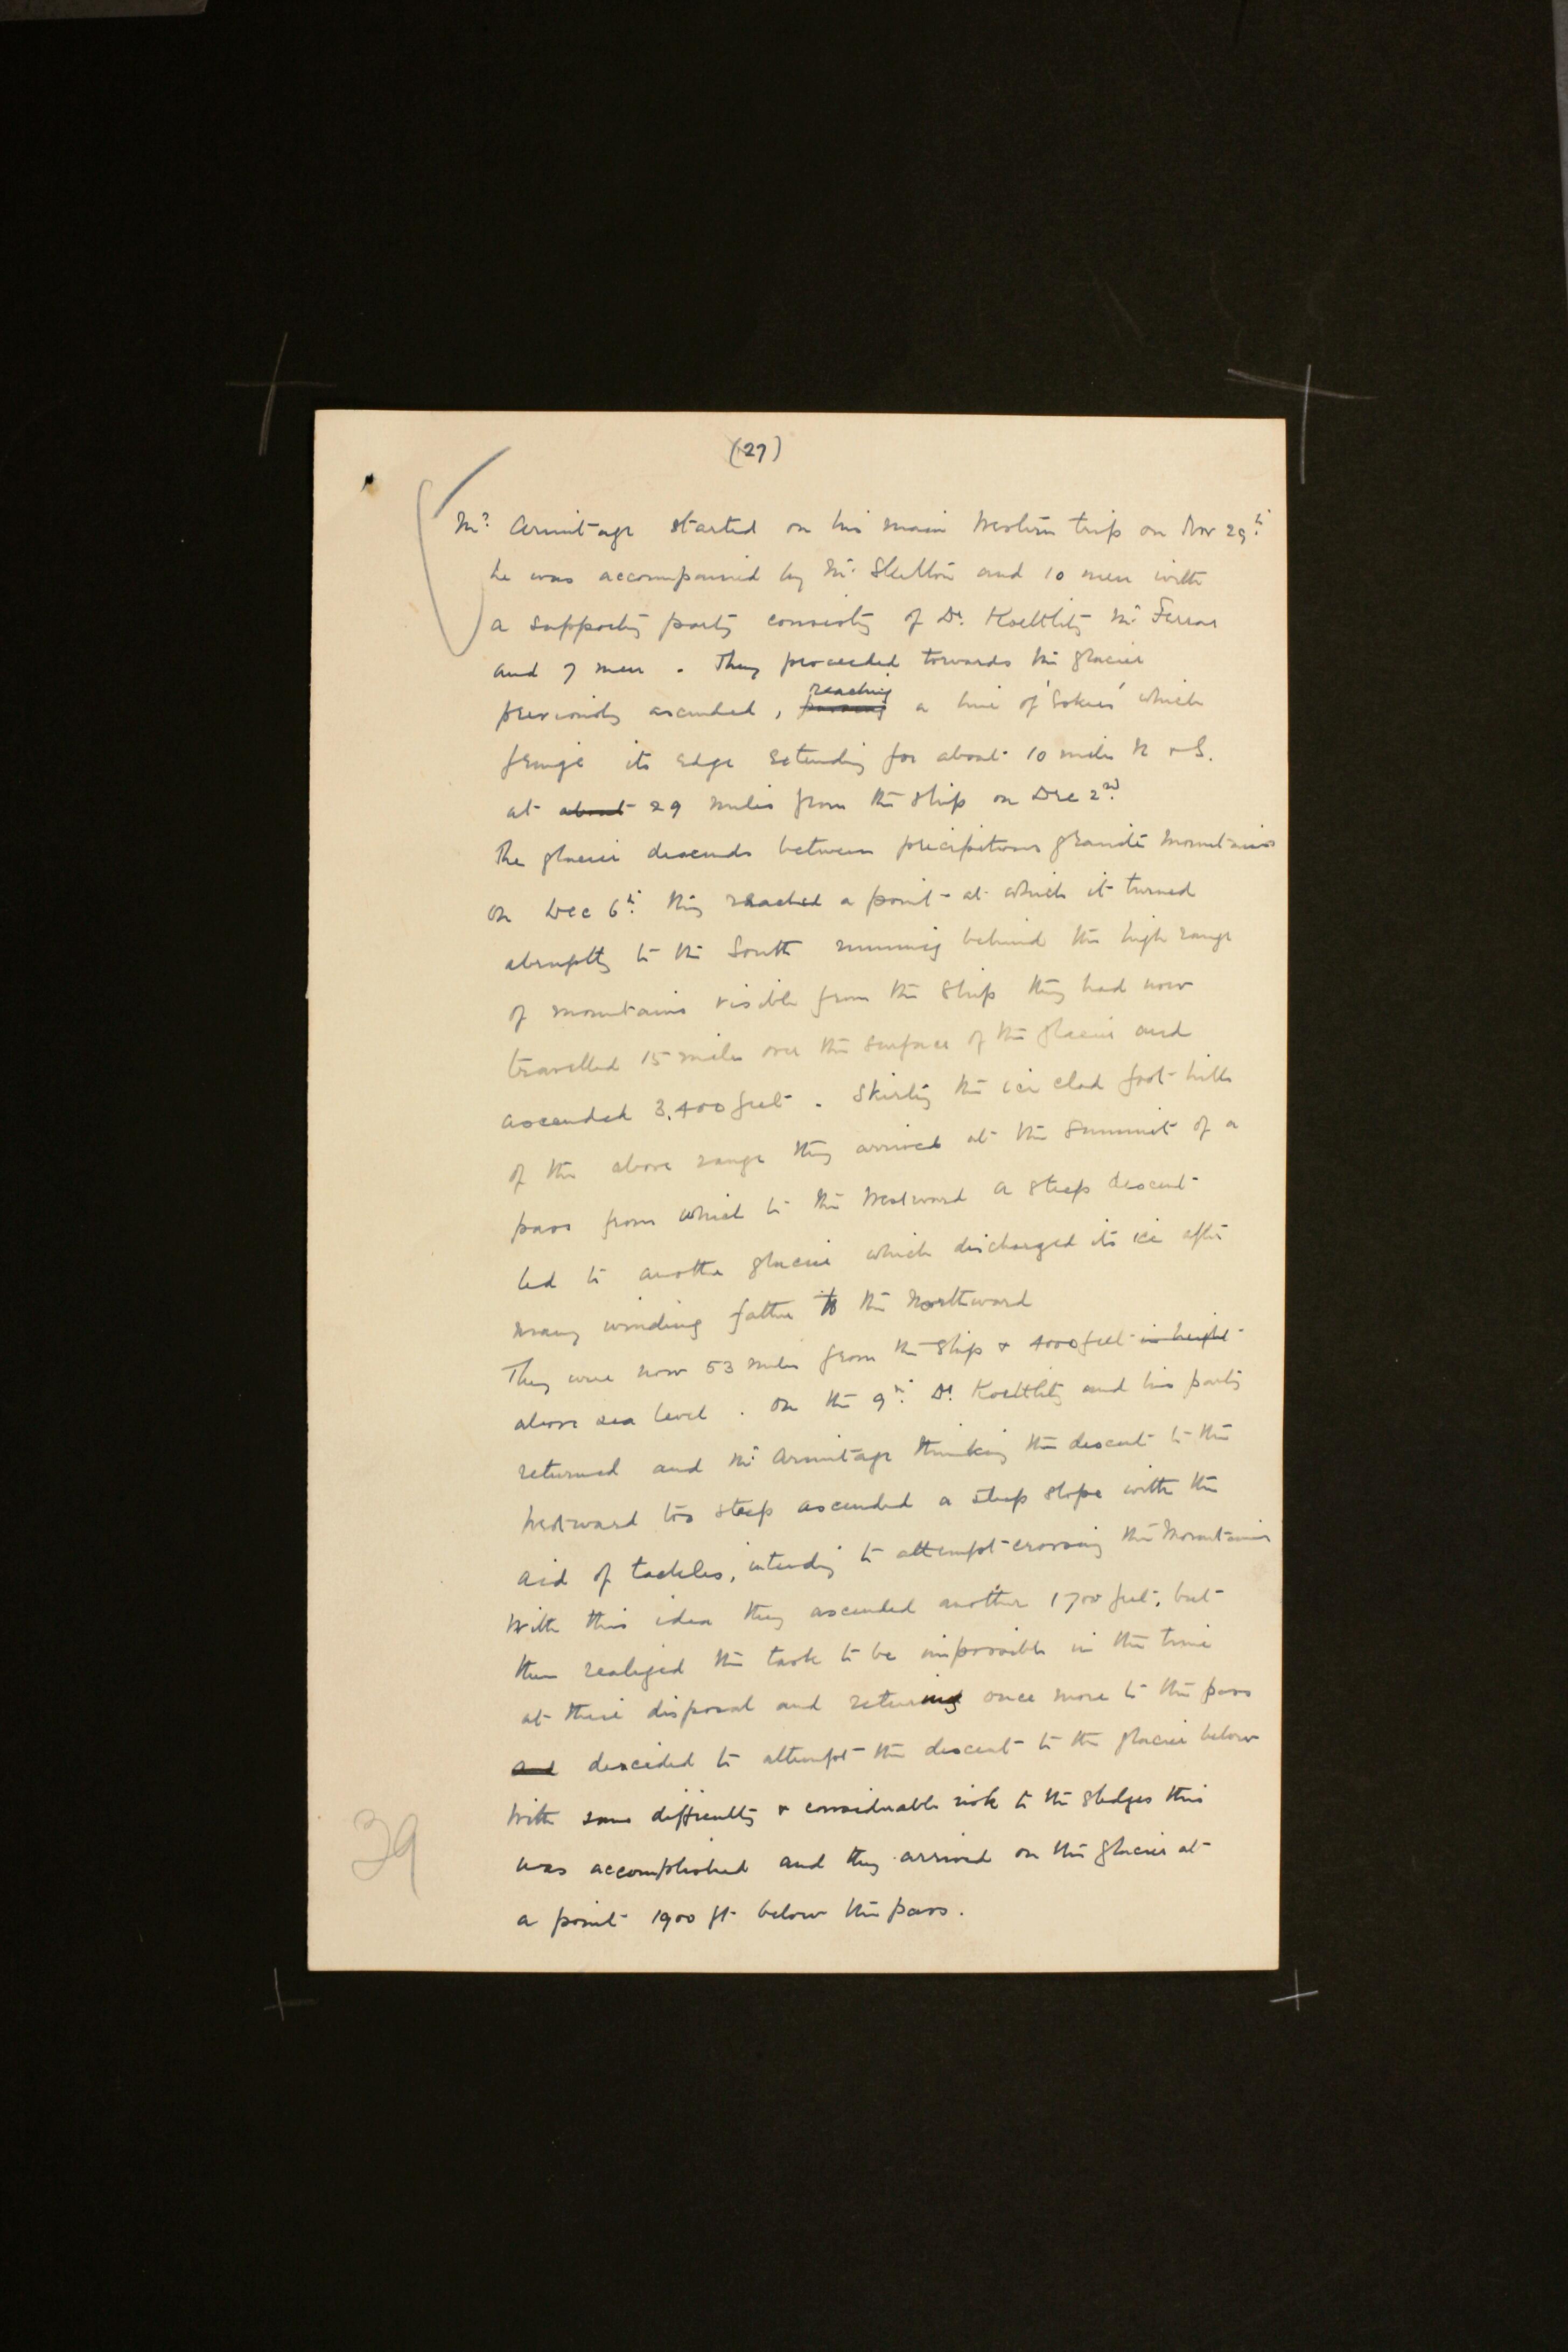 (27)
Mr. Armitage started on his main Western trip on Nov 29th.
he was accompanied by Mr. Skelton and 10 men with
a supporting party consisting of Dr. Koettlitz Mr Ferrar
and 7 men. They proceeded towards the glacier
reaching
previously ascended, passing a line of 'Eskers' which
fringe its edge extending for about 10 miles N & S.
at about 29 miles from the ship on Dec 2nd.
The glacier descends between precipitous granite mountains
On Dec 6th. they reached a point at which it turned
abruptly to the South running behind the high range
of mountains visible from the ship they had now
travelled 15 miles over the surface of the glacier and
ascended 3,400 feet. Skirting the ice clad foot-hills
of the above range they arrived at the summit of a
pass from which to the Westward a steep descent
led to another glacier which discharged its ice after
many winding further to the Northward
They were now 53 miles from the ship & 4000 feet in height
above sea level. On the 9th. Dr. Koettlitz and his party
returned and Mr Armitage thinking the descent to the
Westward too steep ascended a steep slope with the
aid of tackles, intending to attempt crossing the Mountains
With this idea they ascended another 1700 feet, but
then realized the task to be impossible in the time
at their disposal and returning once more to the pass
and descided to attempt the descent to the glacier below
With some difficulty & considerable risk to the sledges this
was accomplished and they arrived on the glacier at
a point 1900 ft below the pass.
39